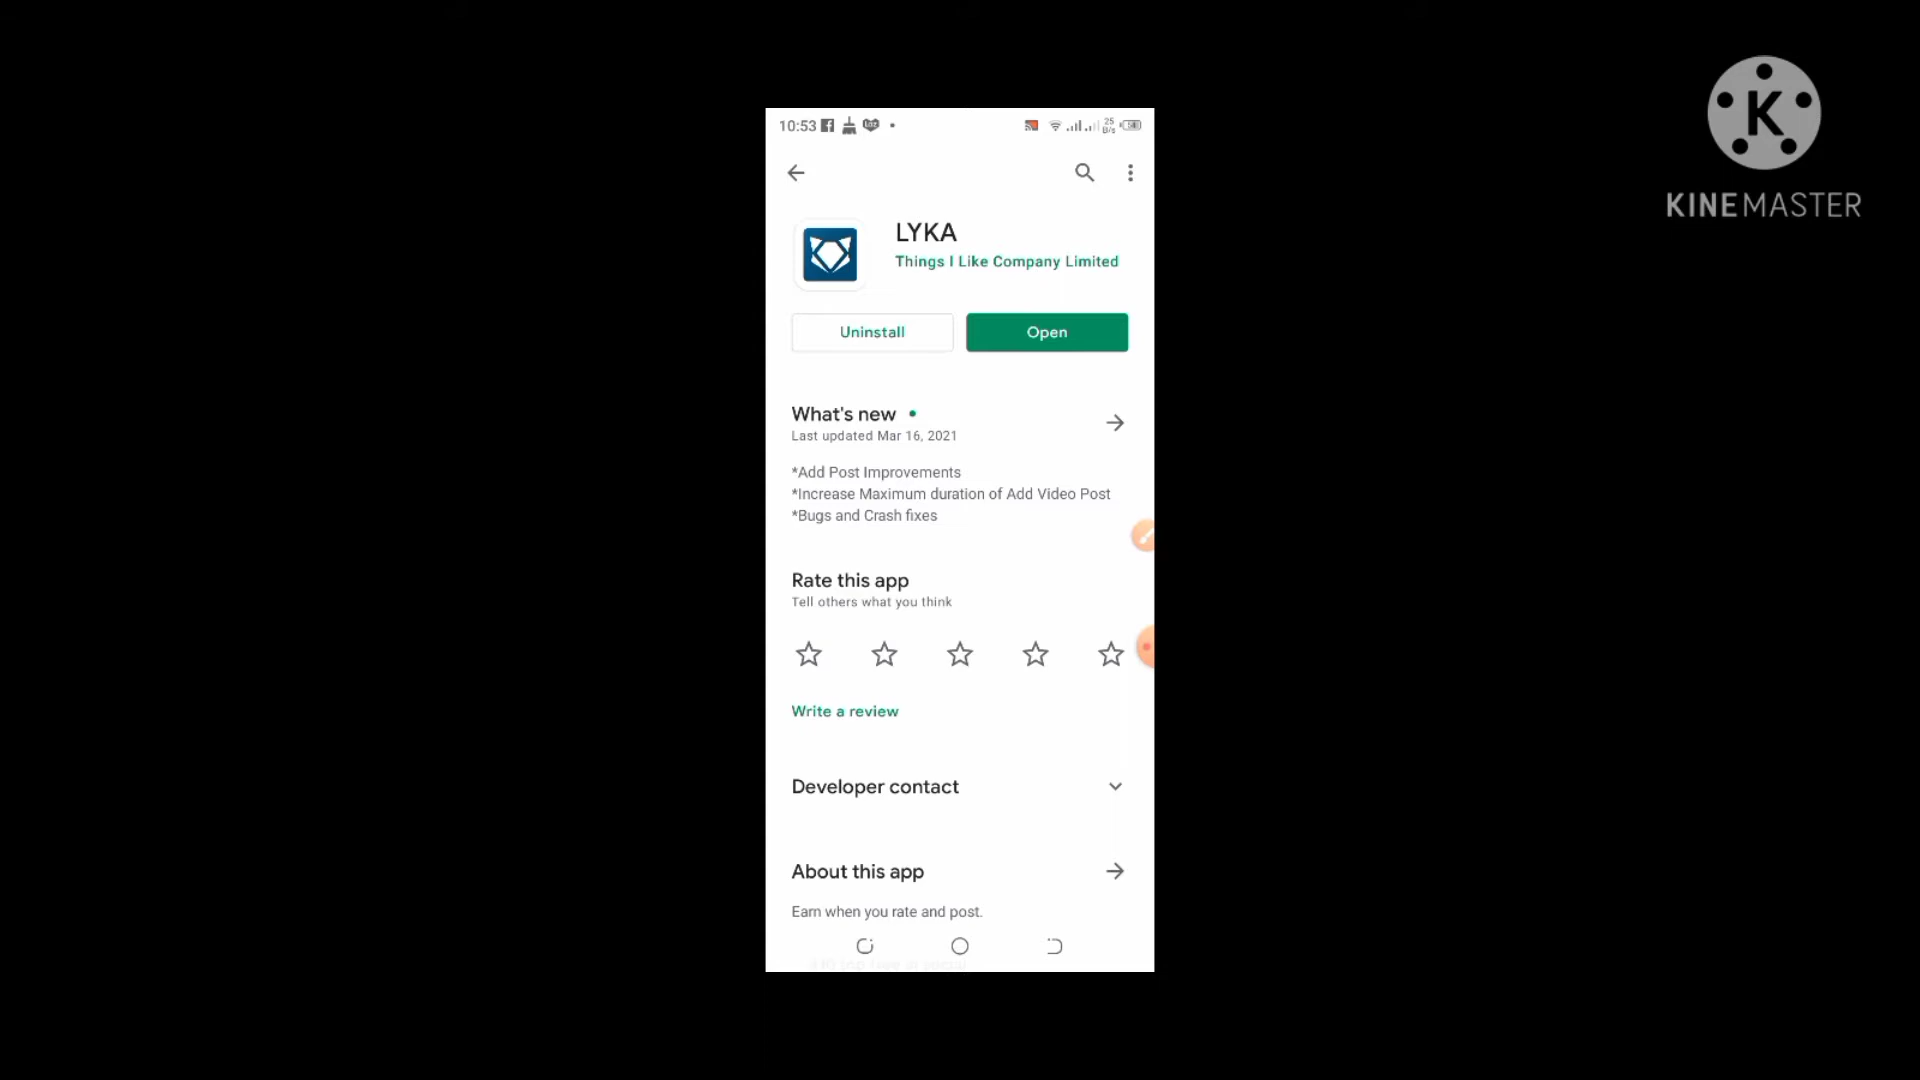 10:53
25
B/s
K
KINEMASTER
LYKA
Things I Like Company Limited
Uninstall
Open
What's new •
Last updated Mar 16, 2021
*Add Post Improvements
*Increase Maximum duration of Add Video Post
*Bugs and Crash fixes
Rate this app
Tell others what you think
Write a review
Developer contact
About this app
Earn when you rate and post.